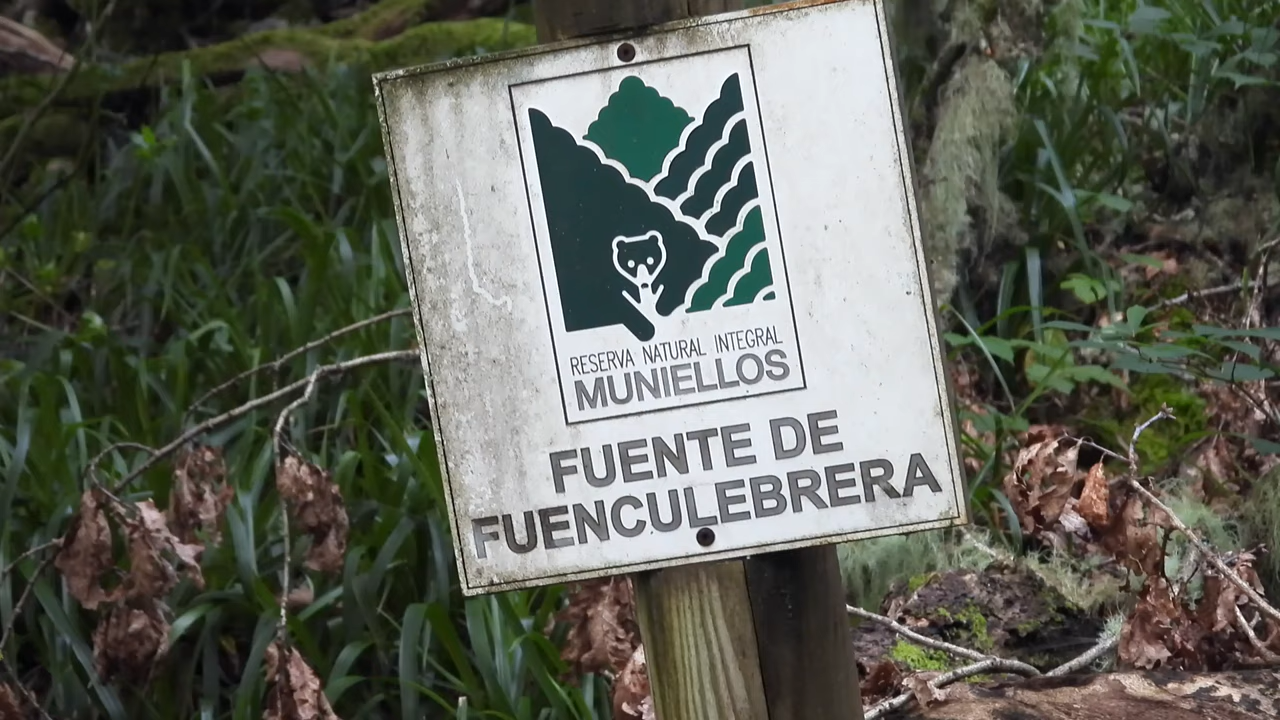 RESERVA NATURAL INTEGRAL
MUNIELLOS
FUENTE DE
FUENCULEBRERA